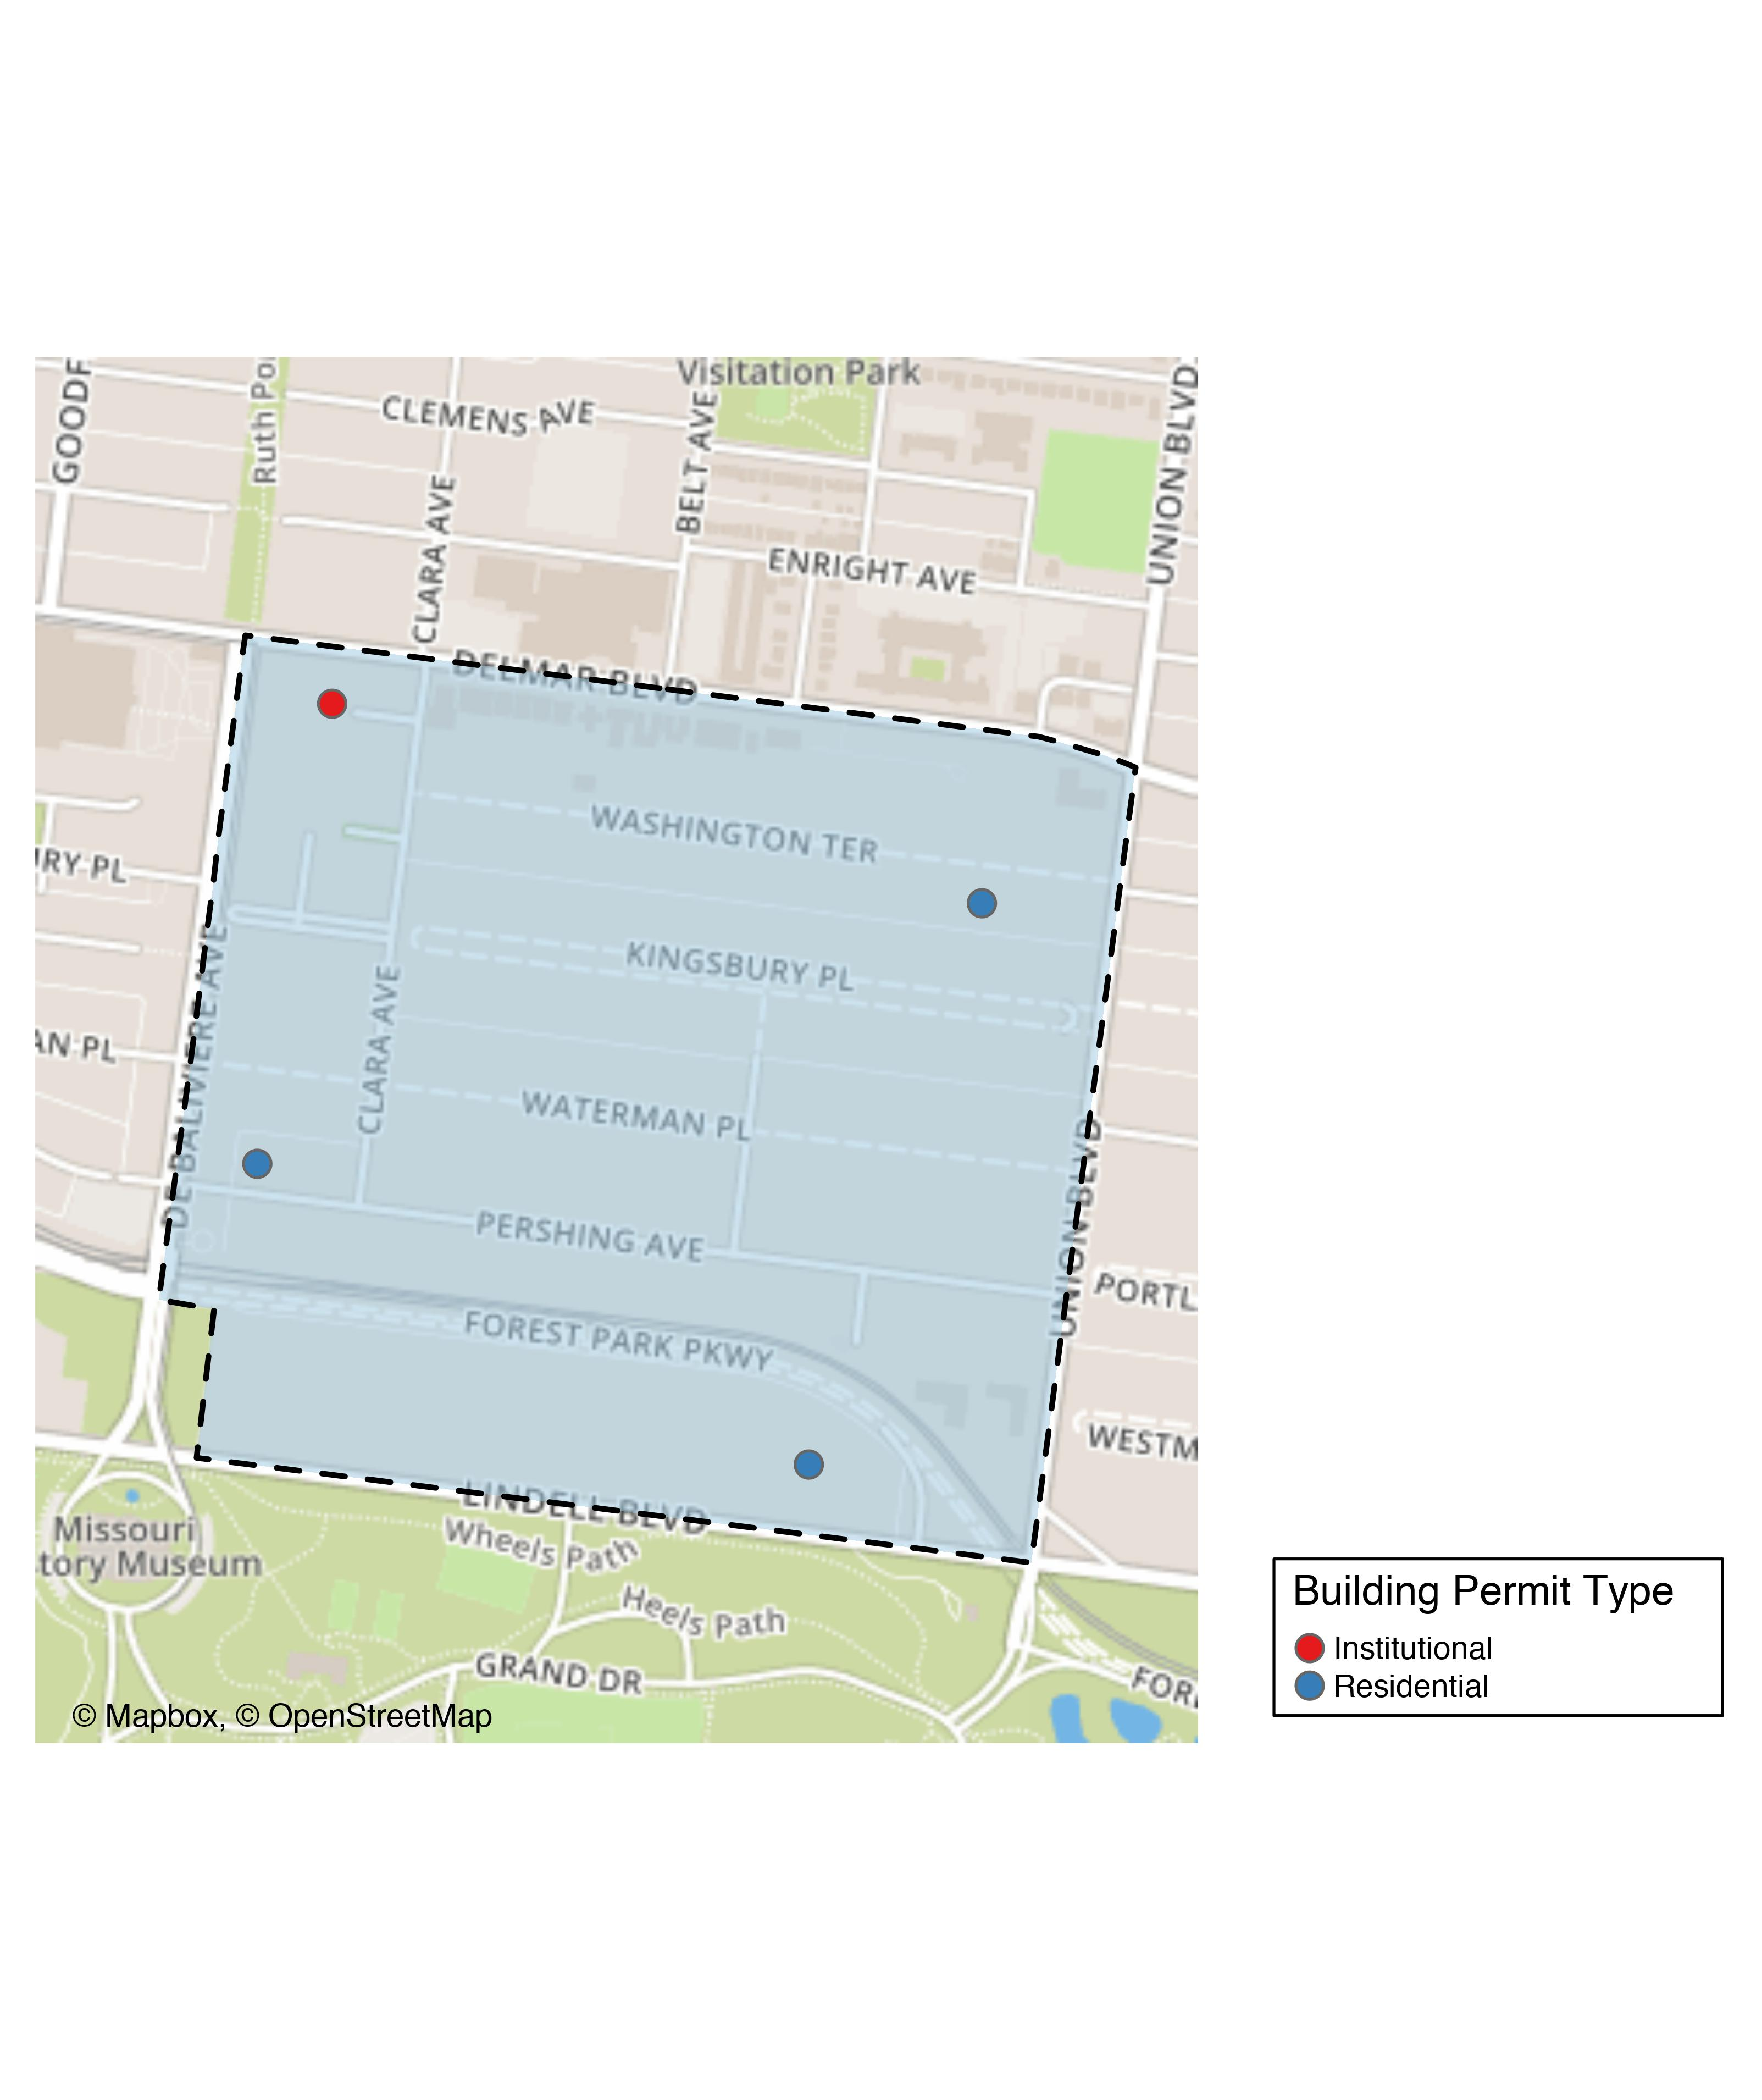 Visitation Park
GOODF
Ruth Po
CLEMENS AVE
BELT AVE
UNION BLVD
CLARA AVE
ENRIGHT AVE
DELMAR BLVD
WASHINGTON TER
URY PL
KINGSBURY PL
DE BALIVIERE AVE
CLARA AVE
AN PL
WATERMAN PL
UNION BLVD
PERSHING AVE
PORTL
FOREST PARK PKWY
WESTM
LINDELL BLVD
Wheels Path
Missouri
tory Museum
Heels Path
GRAND DR
FOR
© Mapbox, © OpenStreetMap
Building Permit Type
Institutional
Residential